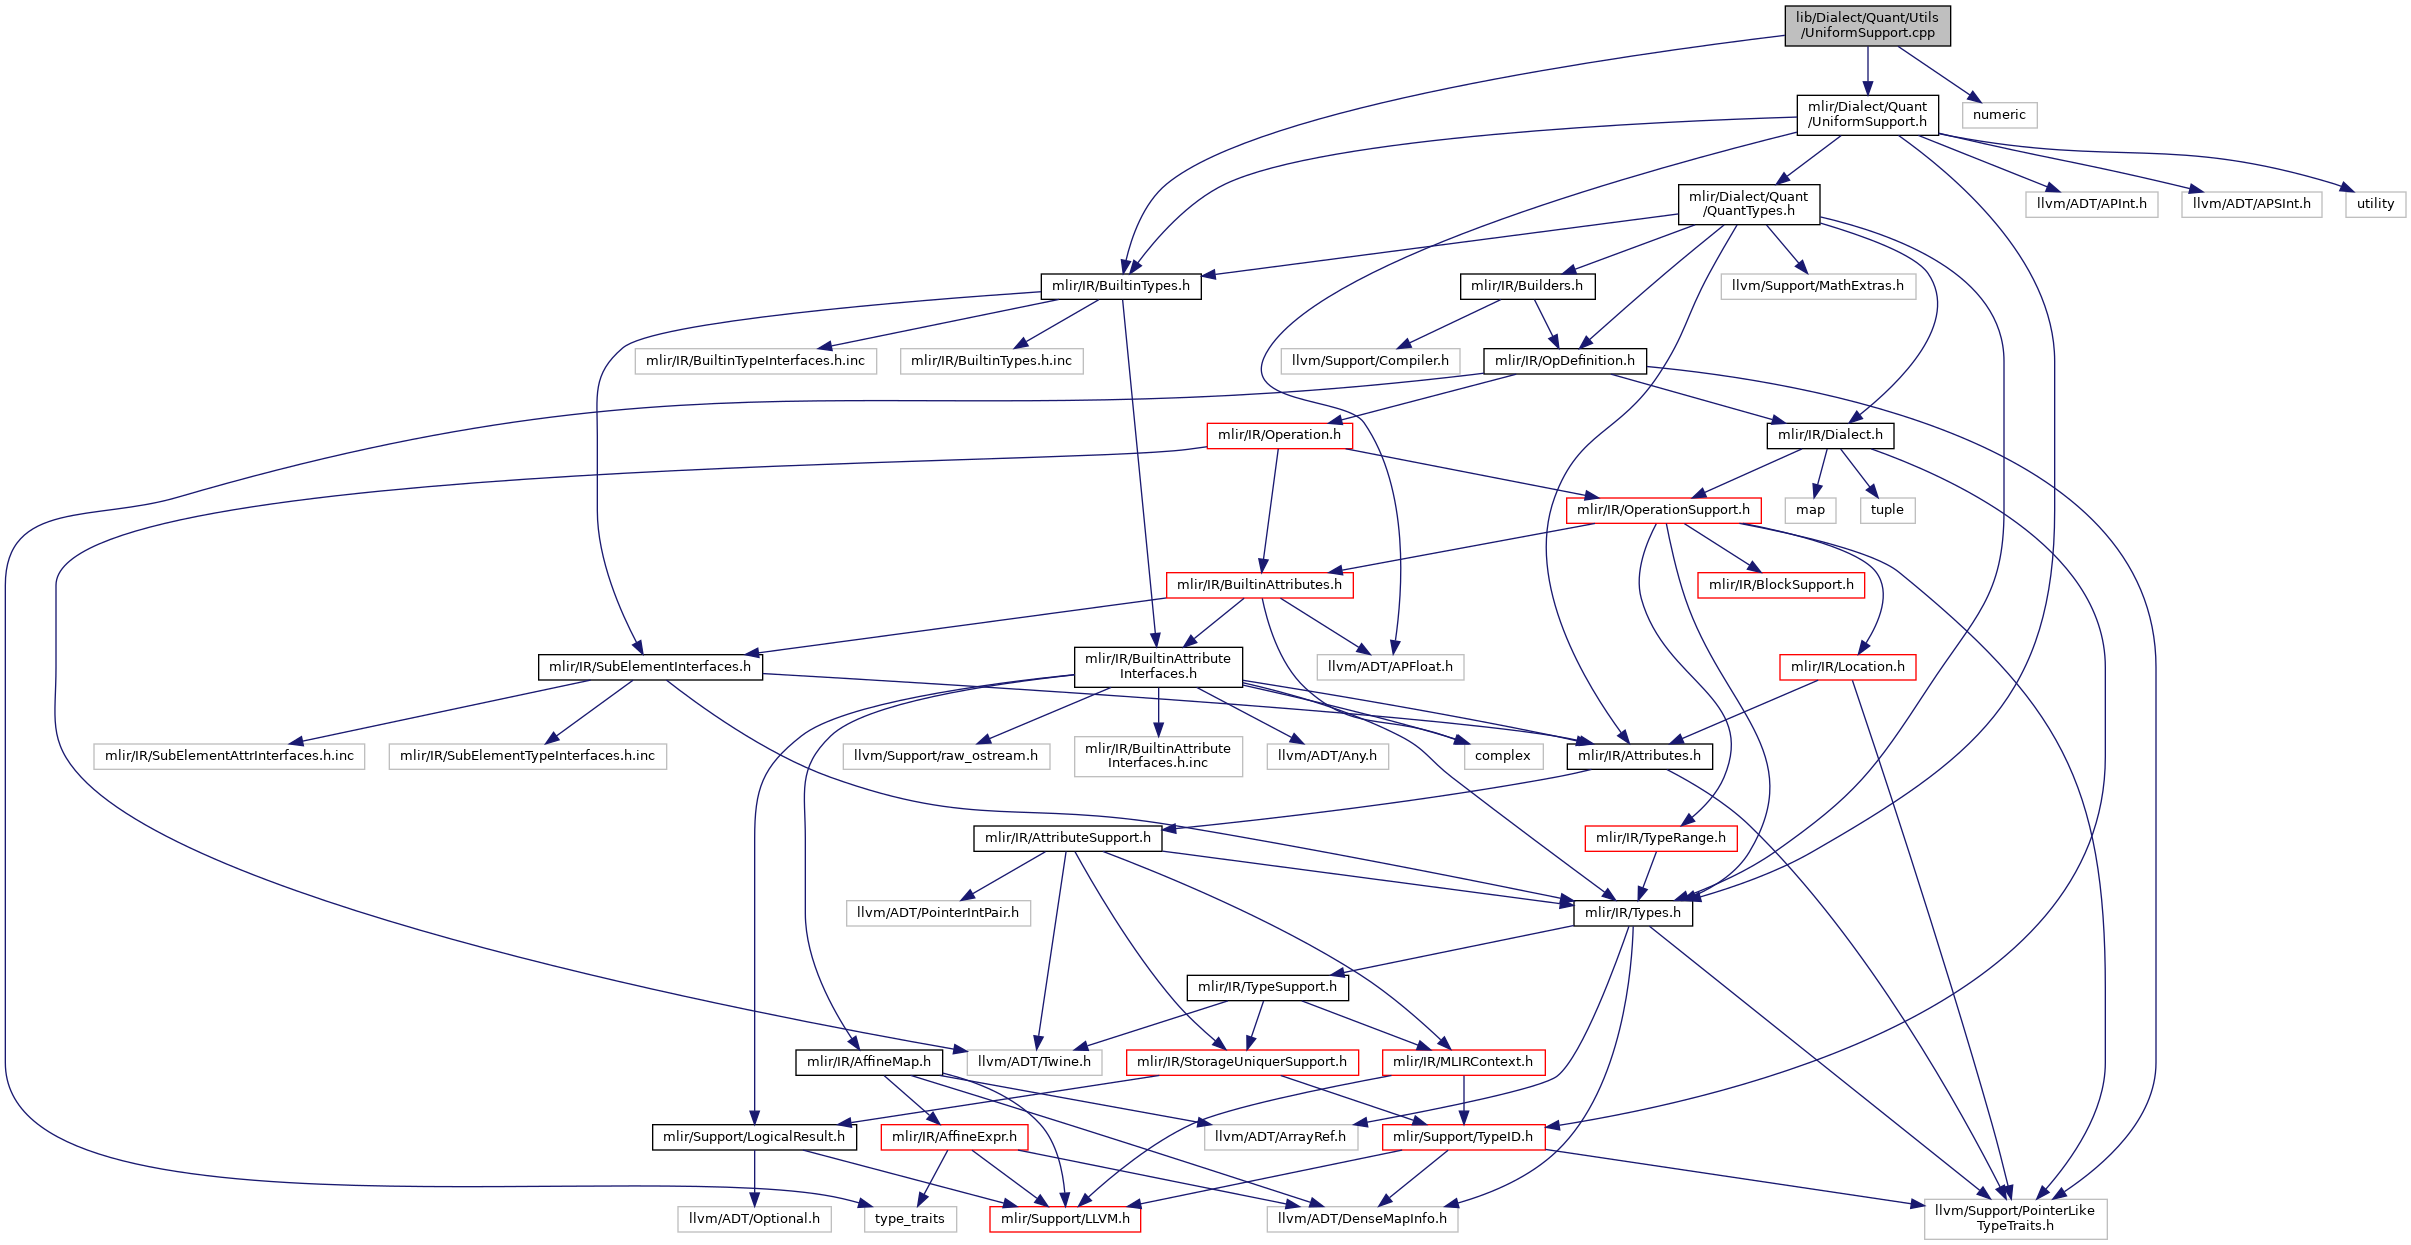 lib/Dialect/Quant/Utils
/UniformSupport.cpp
mlir/Dialect/Quant
/UniformSupport.h
numeric
mlir/Dialect/Quant
/QuantTypes.h
llvm/ADT/APInt.h
llvm/ADT/APSInt.h
utility
mlir/IR/BuiltinTypes.h
mlir/IR/Builders.h
llvm/Support/MathExtras.h
mlir/IR/BuiltinTypeInterfaces.h.inc
mlir/IR/BuiltinTypes.h.inc
llvm/Support/Compiler.h
mlir/IR/OpDefinition.h
mlir/IR/Operation.h
mlir/IR/Dialect.h
mlir/IR/OperationSupport.h
map
tuple
mlir/IR/BuiltinAttributes.h
mlir/IR/BlockSupport.h
mlir/IR/SubElementInterfaces.h
mlir/IR/BuiltinAttribute
Interfaces.h
llvm/ADT/APFloat.h
mlir/IR/Location.h
mlir/IR/SubElementAttrInterfaces.h.inc
mlir/IR/SubElementTypeInterfaces.h.inc
llvm/Support/raw_ostream.h
mlir/IR/BuiltinAttribute
Interfaces.h.inc
llvm/ADT/Any.h
complex
mlir/IR/Attributes.h
mlir/IR/AttributeSupport.h
mlir/IR/TypeRange.h
llvm/ADT/PointerIntPair.h
mlir/IR/Types.h
mlir/IR/TypeSupport.h
mlir/IR/AffineMap.h
llvm/ADT/Twine.h
mlir/IR/StorageUniquerSupport.h
mlir/IR/MLIRContext.h
mlir/Support/LogicalResult.h
mlir/IR/AffineExpr.h
llvm/ADT/ArrayRef.h
mlir/Support/TypeID.h
llvm/ADT/Optional.h
type_traits
mlir/Support/LLVM.h
llvm/ADT/DenseMapInfo.h
llvm/Support/PointerLike
TypeTraits.h